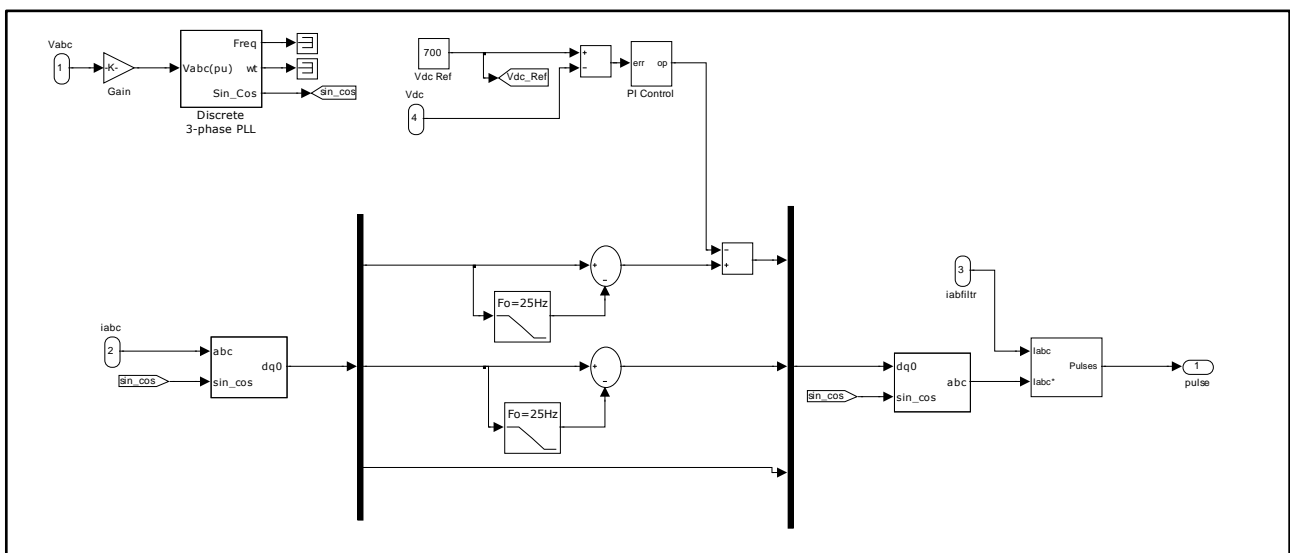 Vabc
1
-K-
Gain
Freq
Vabc(pu)
wt
Sin_Cos
Discrete
3-phase PLL
sin_cos
700
Vdc Ref
Vdc_Ref
Vdc
4
+
−
err
op
PI Control
−
+
+
−
Fo=25Hz
iabc
2
abc
dq0
sin_cos
sin_cos
+
−
Fo=25Hz
3
iabfiltr
dq0
abc
sin_cos
sin_cos
Iabc
Pulses
Iabc*
1
pulse